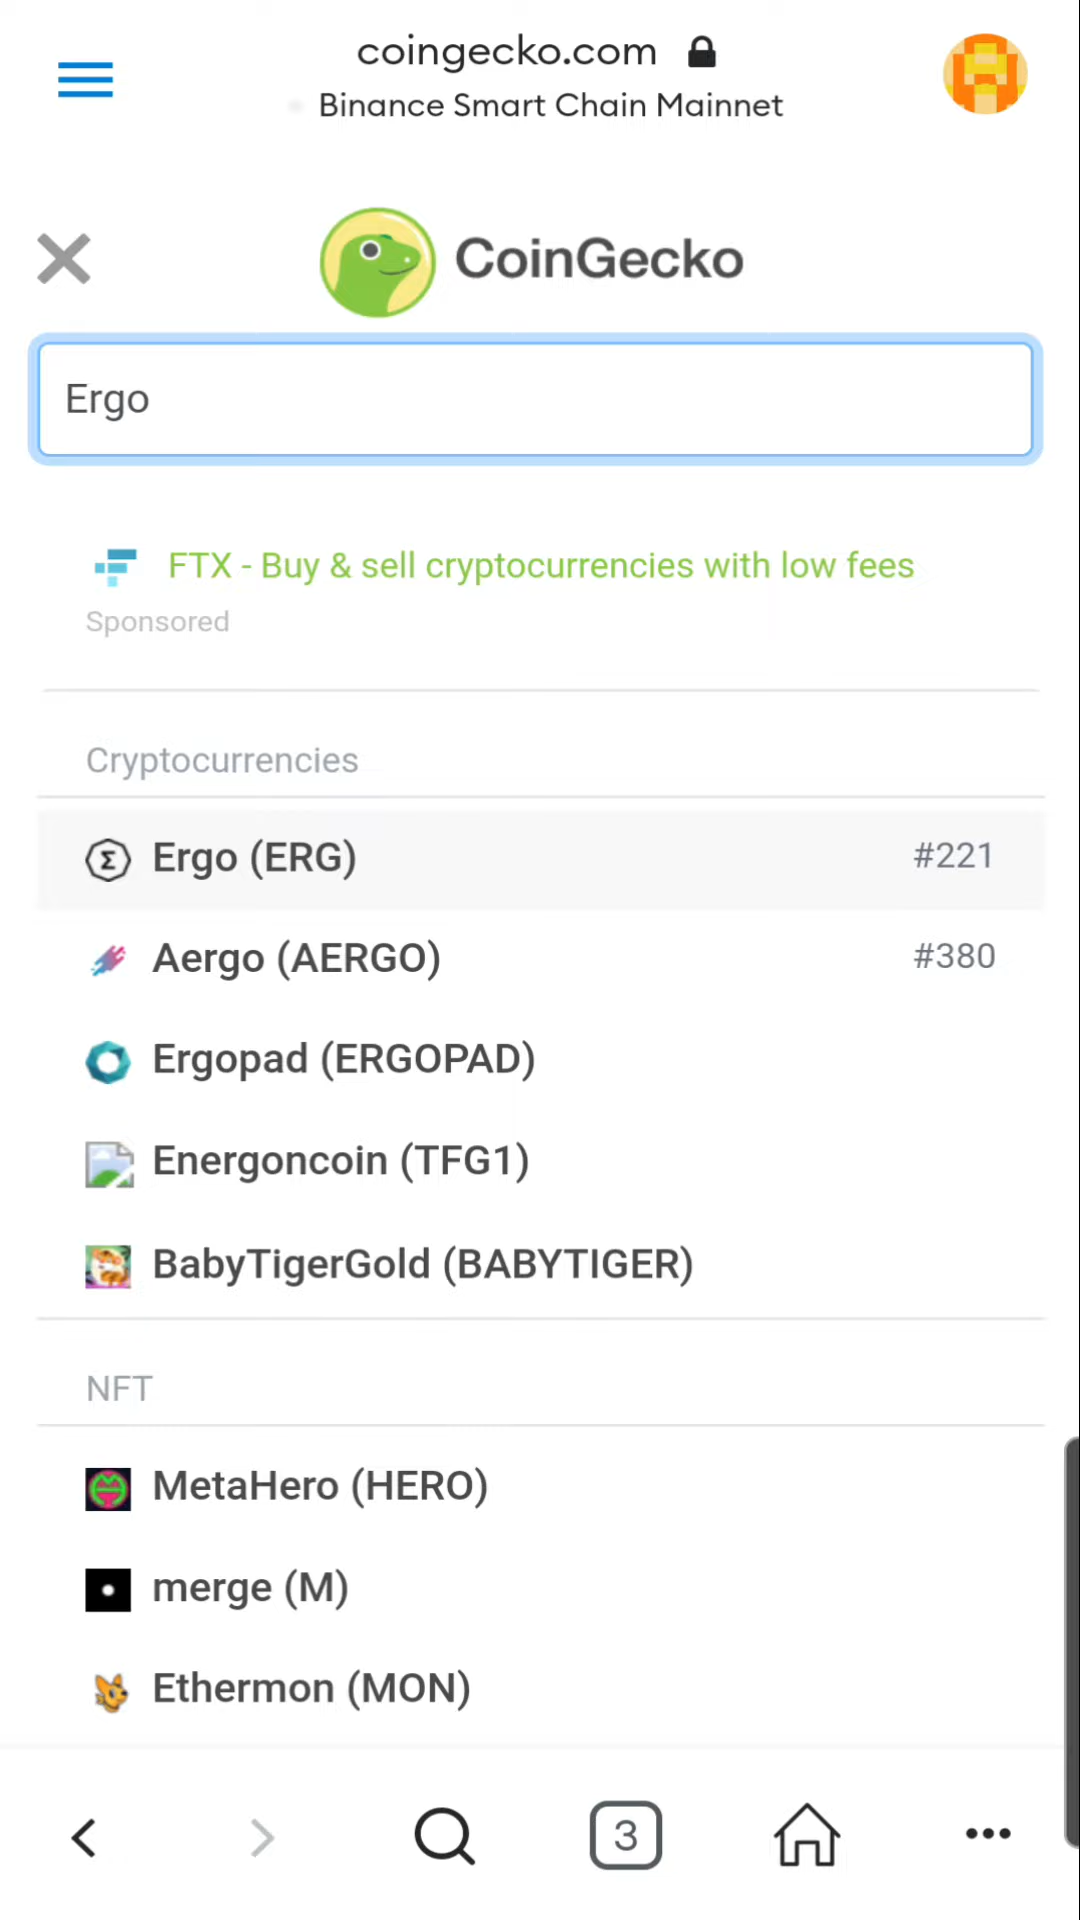 coingecko.com
Binance Smart Chain Mainnet
CoinGecko
Ergo
FTX - Buy & sell cryptocurrencies with low fees
Sponsored
Cryptocurrencies
Ergo (ERG) #221
Aergo (AERGO) #380
Ergopad (ERGOPAD)
Energoncoin (TFG1)
BabyTigerGold (BABYTIGER)
NFT
MetaHero (HERO)
merge (M)
Ethermon (MON)
3